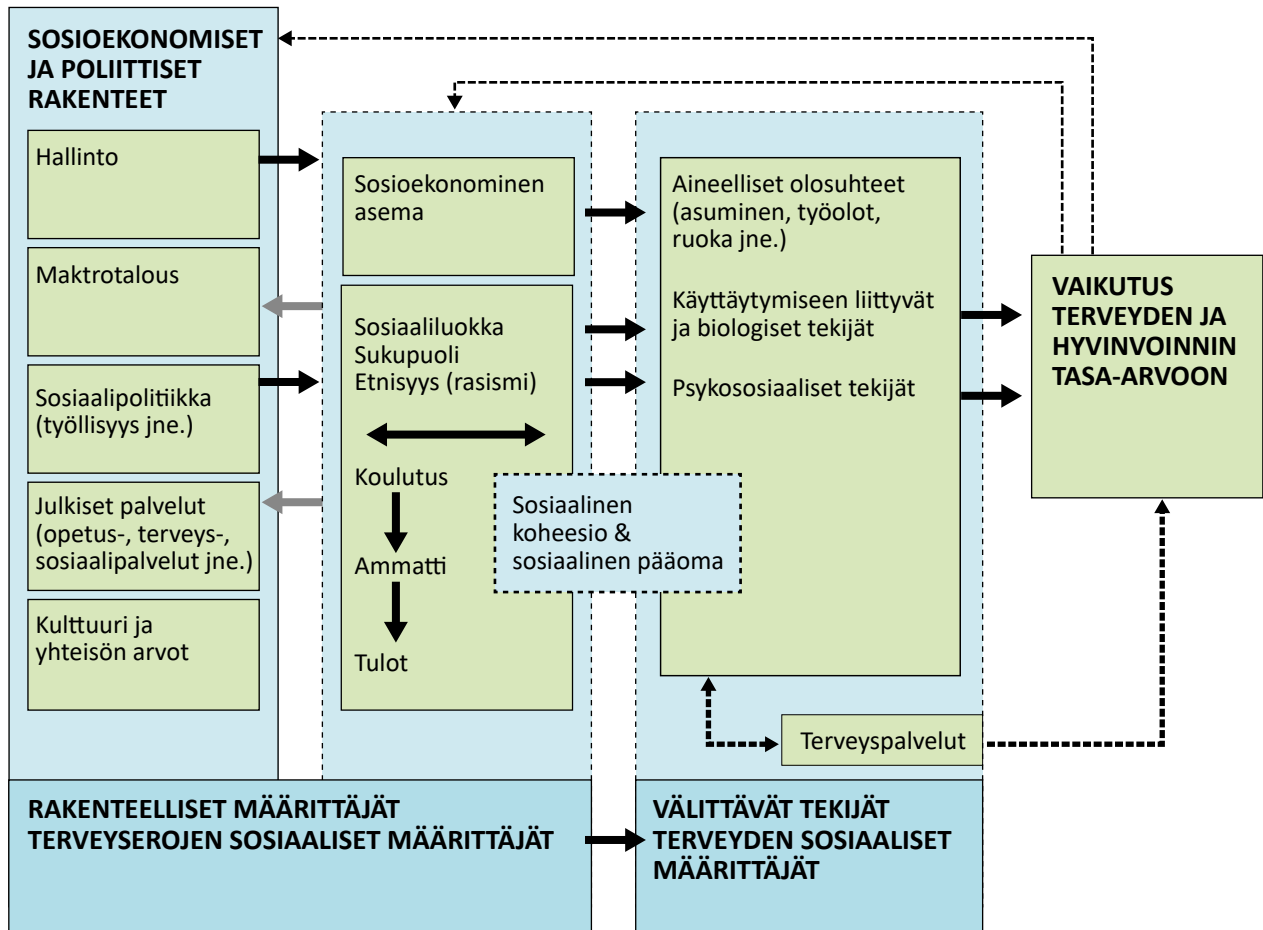 SOSIOEKONOMISET
JA POLIITTISET
RAKENTEET
Hallinto
Maktrotalous
Sosiaalipolitiikka
(työllisyys jne.)
Julkiset palvelut
(opetus-, terveys-,
sosiaalipalvelut jne.)
Kulttuuri ja
yhteisön arvot
Sosioekonominen
asema
Sosiaaliluokka
Sukupuoli
Etnisyys (rasismi)
Koulutus
Ammatti
Tulot
Sosiaalinen
koheesio &
sosiaalinen pääoma
Aineelliset olosuhteet
(asuminen, työolot,
ruoka jne.)
Käyttäytymiseen liittyvät
ja biologiset tekijät
Psykososiaaliset tekijät
Terveyspalvelut
VAIKUTUS
TERVEYDEN JA
HYVINVOINNIN
TASA-ARVOON
RAKENTEELLISET MÄÄRITTÄJÄT
TERVEYSEROJEN SOSIAALISET MÄÄRITTÄJÄT
VÄLITTÄVÄT TEKIJÄT
TERVEYDEN SOSIAALISET
MÄÄRITTÄJÄT